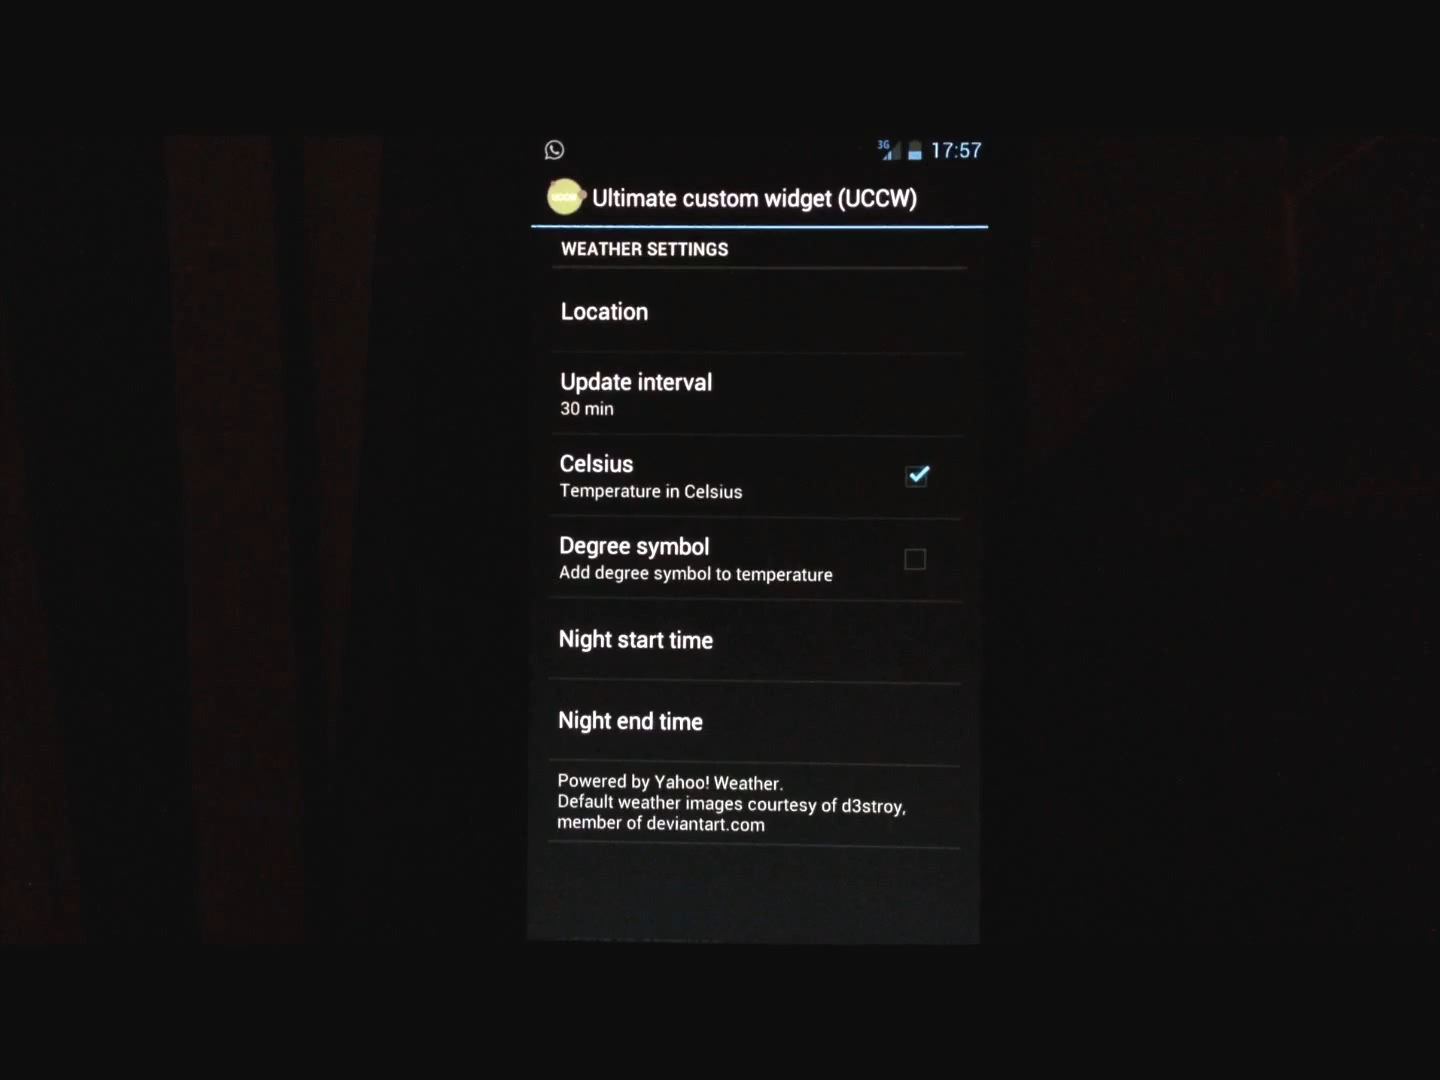 3G 17:57
Ultimate custom widget (UCCW)
WEATHER SETTINGS
Location
Update interval
30 min
Celsius
Temperature in Celsius
Degree symbol
Add degree symbol to temperature
Night start time
Night end time
Powered by Yahoo! Weather.
Default weather images courtesy of d3stroy,
member of deviantart.com